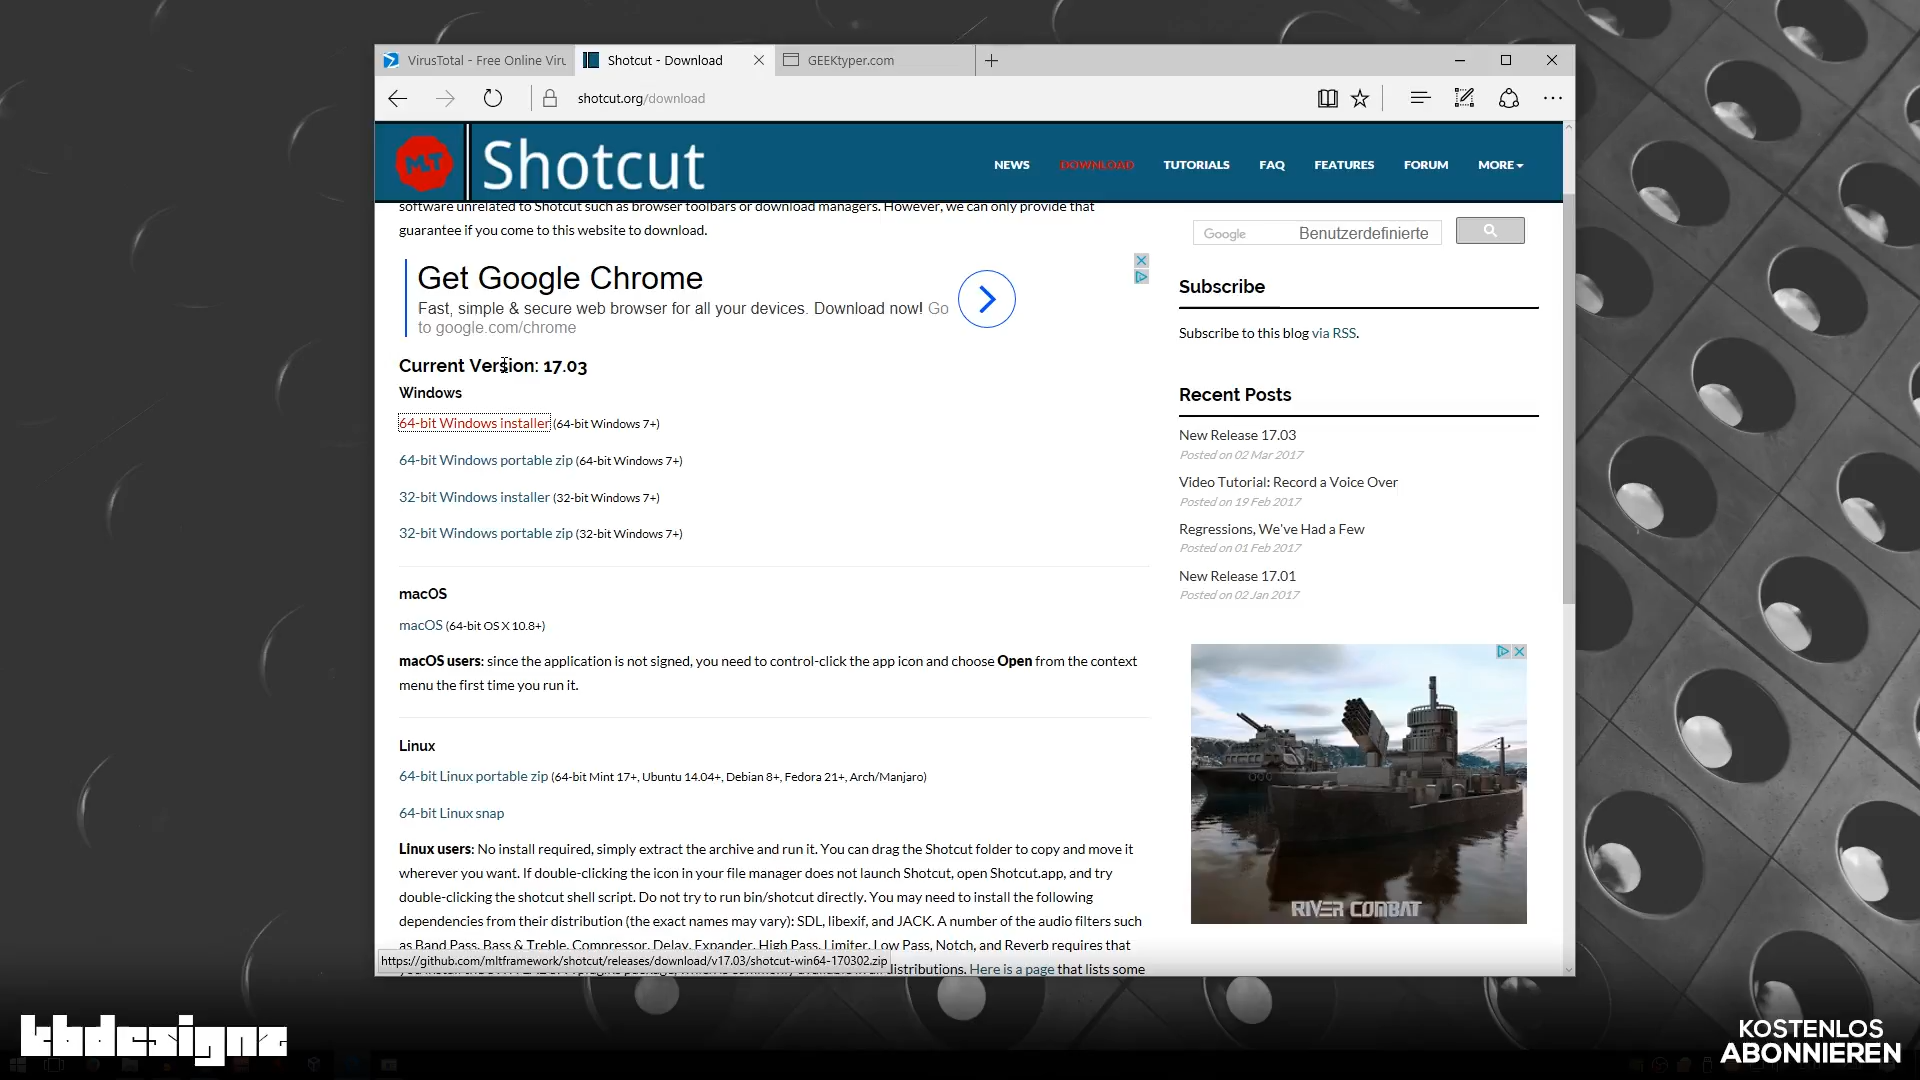 VirusTotal - Free Online Viru
Shotcut - Download
GEEKtyper.com
shotcut.org/download
MLT
Shotcut
NEWS
DOWNLOAD
TUTORIALS
FAQ
FEATURES
FORUM
MORE
software unrelated to Shotcut such as browser toolbars or download managers. However, we can only provide that
guarantee if you come to this website to download.
Google Benutzerdefinierte
Get Google Chrome
Fast, simple & secure web browser for all your devices. Download now! Go
to google.com/chrome
Subscribe
Subscribe to this blog via RSS.
Current Version: 17.03
Windows
64-bit Windows installer (64-bit Windows 7+)
64-bit Windows portable zip (64-bit Windows 7+)
32-bit Windows installer (32-bit Windows 7+)
32-bit Windows portable zip (32-bit Windows 7+)
Recent Posts
New Release 17.03
Posted on 02 Mar 2017
Video Tutorial: Record a Voice Over
Posted on 19 Feb 2017
Regressions, We've Had a Few
Posted on 01 Feb 2017
New Release 17.01
Posted on 02 Jan 2017
macOS
macOS (64-bit OS X 10.8+)
macOS users: since the application is not signed, you need to control-click the app icon and choose Open from the context
menu the first time you run it.
Linux
64-bit Linux portable zip (64-bit Mint 17+, Ubuntu 14.04+, Debian 8+, Fedora 21+, Arch/Manjaro)
64-bit Linux snap
Linux users: No install required, simply extract the archive and run it. You can drag the Shotcut folder to copy and move it
wherever you want. If double-clicking the icon in your file manager does not launch Shotcut, open Shotcut.app, and try
double-clicking the shotcut shell script. Do not try to run bin/shotcut directly. You may need to install the following
dependencies from their distribution (the exact names may vary): SDL, libexif, and JACK. A number of the audio filters such
as Band Pass, Bass & Treble, Compressor, Delay, Expander, High Pass, Limiter, Low Pass, Notch, and Reverb requires that
distributions. Here is a page that lists some
https://github.com/mltframework/shotcut/releases/download/v17.03/shotcut-win64-170302.zip
RIVER COMBAT
kbdesignz
KOSTENLOS
ABONNIEREN